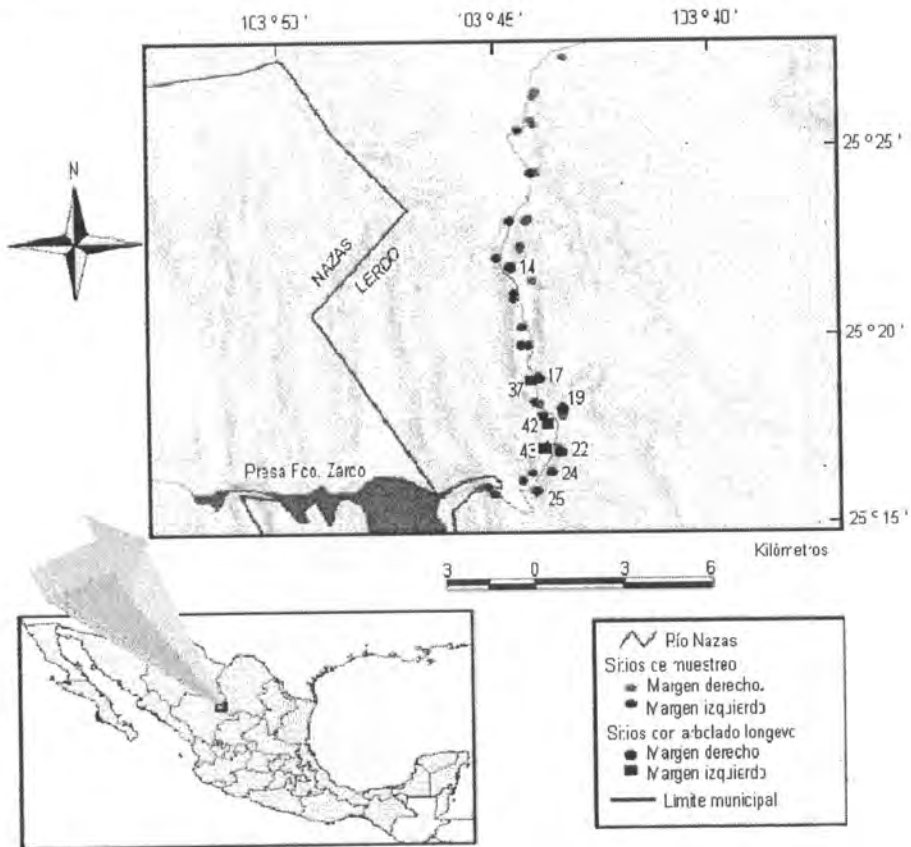 103°50' 103°45' 103°40'
N
25°25'
NAZAS
LERDO
14
25°20'
17
37
19
42
43
22
Presa Fco. Zarco
24
25
25°15'
Kilómetros
3 0 3 6
Río Nazas
Sitios de muestreo
Margen derecho.
Margen izquierdo
Sitios con arbolado longevo
Margen derecho
Margen izquierdo
Limite municipal